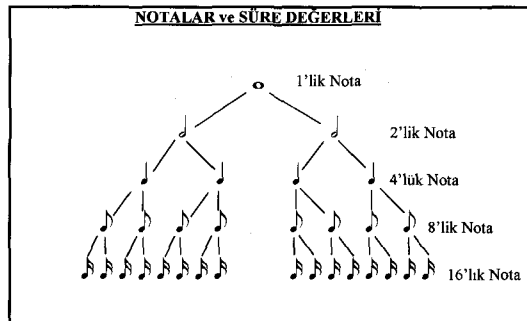 NOTALAR ve SÜRE DEĞERLERİ
1'lik Nota
2'lik Nota
4'lük Nota
8'lik Nota
16'lık Nota